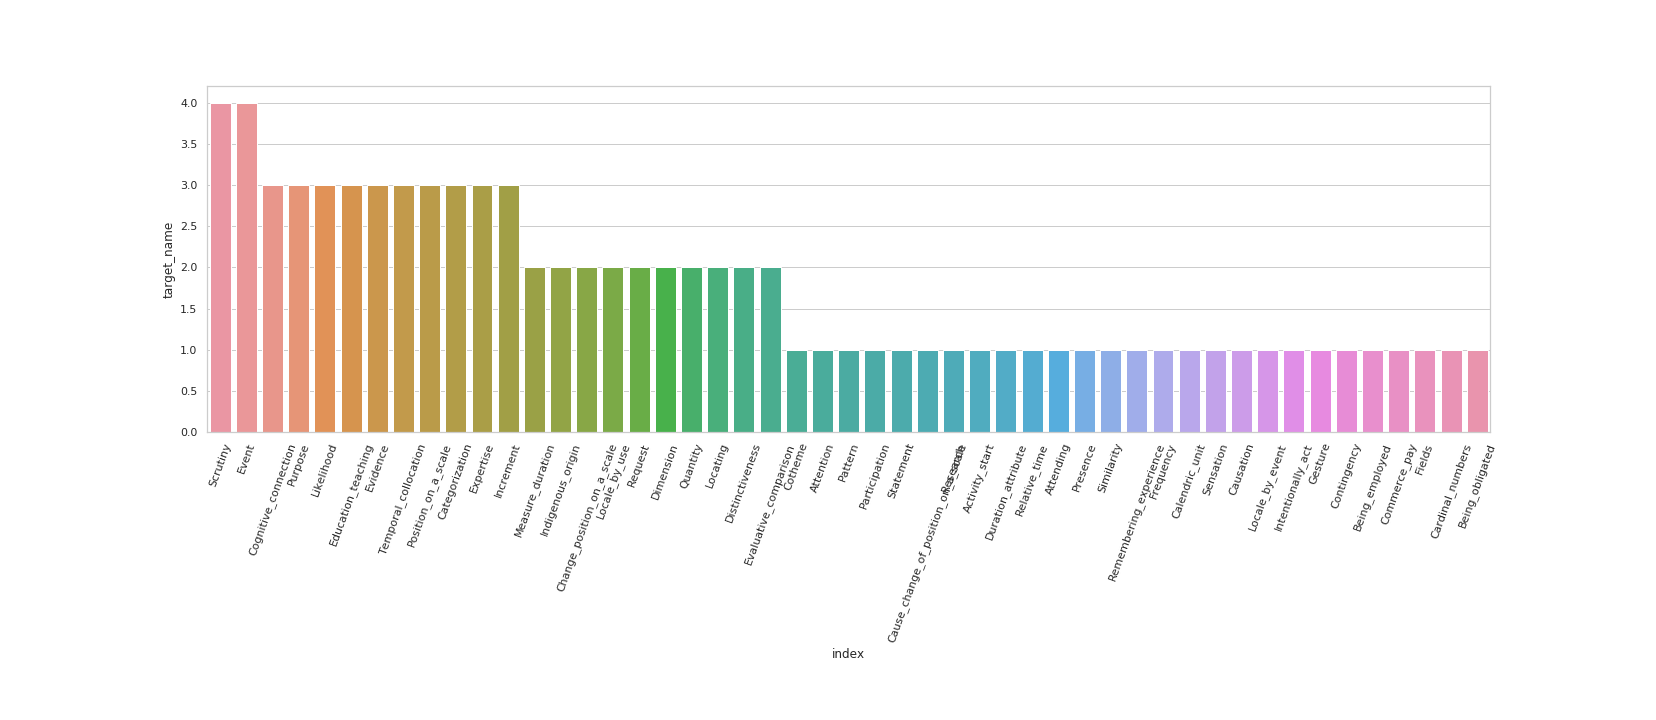 4.0
3.5
3.0
2.5
2.0
1.5
1.0
0.5
0.0
target_name
Scrutiny
Event
Cognitive_connection
Purpose
Likelihood
Education_teaching
Evidence
Temporal_collocation
Position_on_a_scale
Categorization
Expertise
Increment
Measure_duration
Indigenous_origin
Change_position_on_a_scale
Locale_by_use
Request
Dimension
Quantity
Locating
Distinctiveness
Evaluative_comparison
Cotheme
Attention
Pattern
Participation
Statement
Cause_change_of_position_on_a_scale
Activity_start
Duration_attribute
Relative_time
Attending
Presence
Similarity
Remembering_experience
Frequency
Calendric_unit
Sensation
Causation
Locale_by_event
Intentionally_act
Gesture
Contingency
Being_employed
Commerce_pay
Fields
Cardinal_numbers
Being_obligated
index